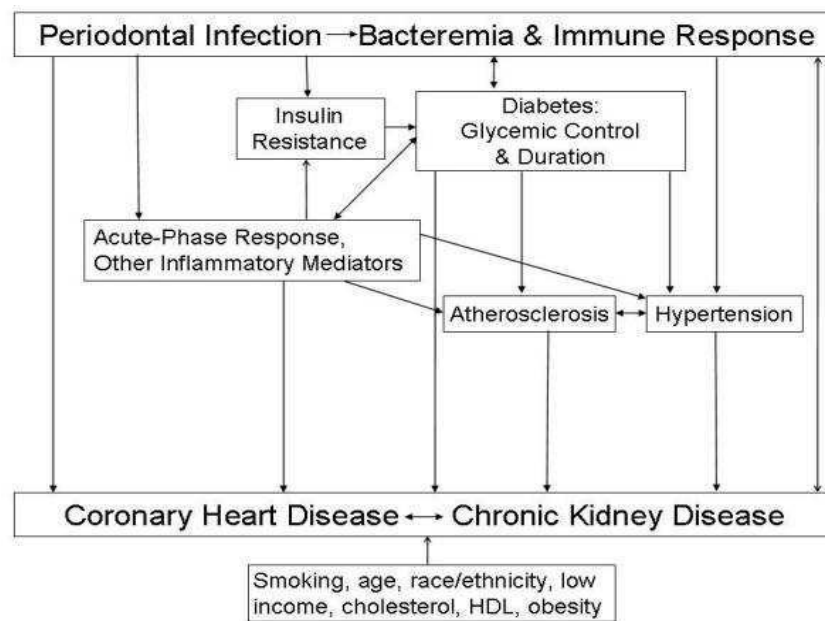 Periodontal Infection → Bacteremia & Immune Response
Insulin
Resistance
Diabetes:
Glycemic Control
& Duration
Acute-Phase Response,
Other Inflammatory Mediators
Atherosclerosis
Hypertension
Coronary Heart Disease ↔ Chronic Kidney Disease
Smoking, age, race/ethnicity, low
income, cholesterol, HDL, obesity